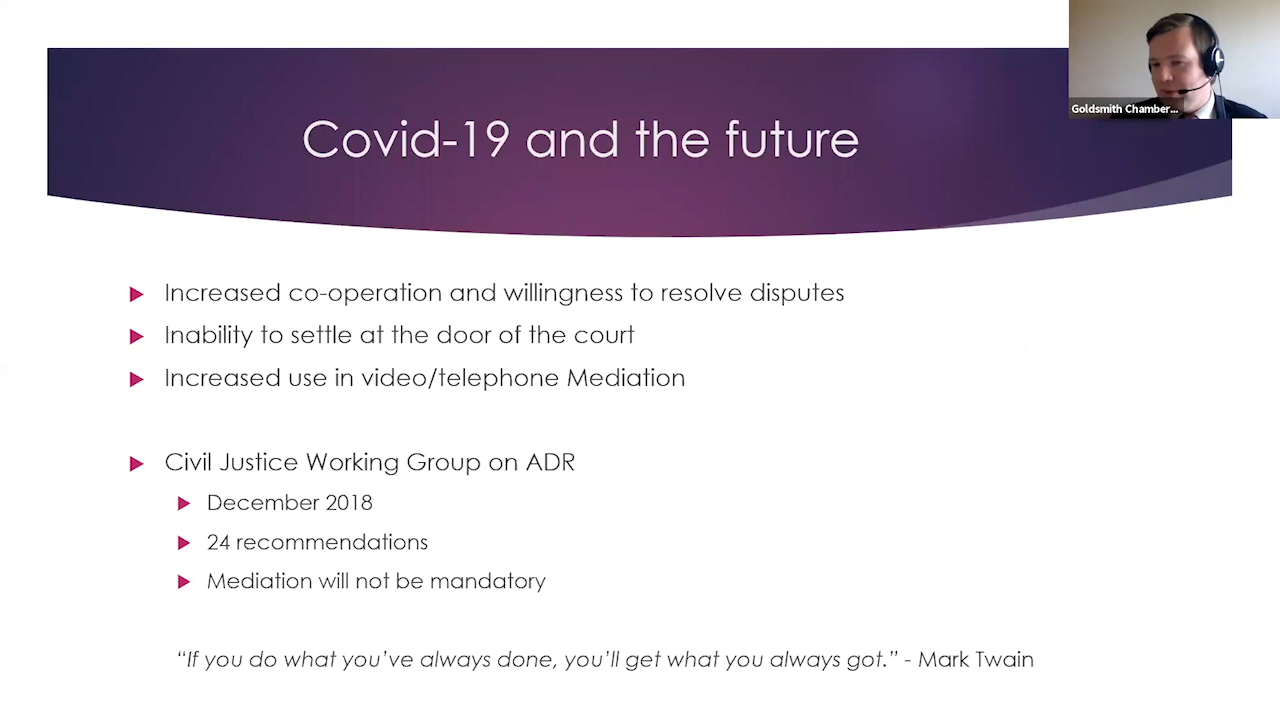 Goldsmith Chamber...
Covid-19 and the future
Increased co-operation and willingness to resolve disputes
Inability to settle at the door of the court
Increased use in video/telephone Mediation
Civil Justice Working Group on ADR
December 2018
24 recommendations
Mediation will not be mandatory
“If you do what you’ve always done, you’ll get what you always got.” - Mark Twain